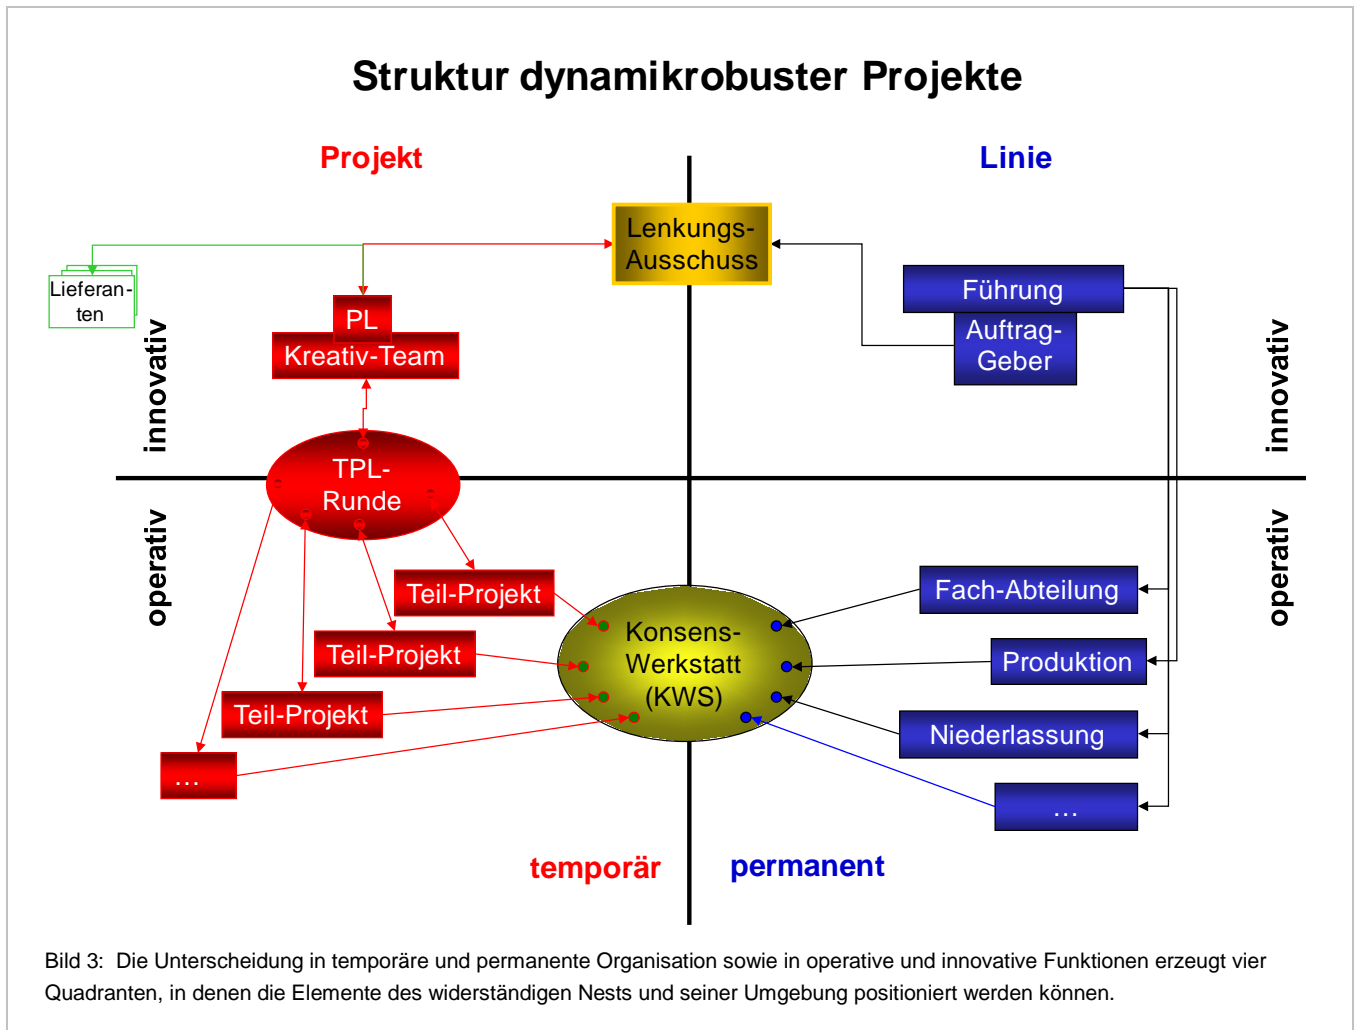 Struktur dynamikrobuster Projekte
Projekt
Linie
Lenkungs-
Ausschuss
Lieferan-
ten
PL
Kreativ-Team
Führung
Auftrag-
Geber
innovativ
innovativ
TPL-
Runde
operativ
operativ
Teil-Projekt
Teil-Projekt
Teil-Projekt
...
Konsens-
Werkstatt
(KWS)
Fach-Abteilung
Produktion
Niederlassung
...
temporär
permanent
Bild 3: Die Unterscheidung in temporäre und permanente Organisation sowie in operative und innovative Funktionen erzeugt vier
Quadranten, in denen die Elemente des widerständigen Nests und seiner Umgebung positioniert werden können.